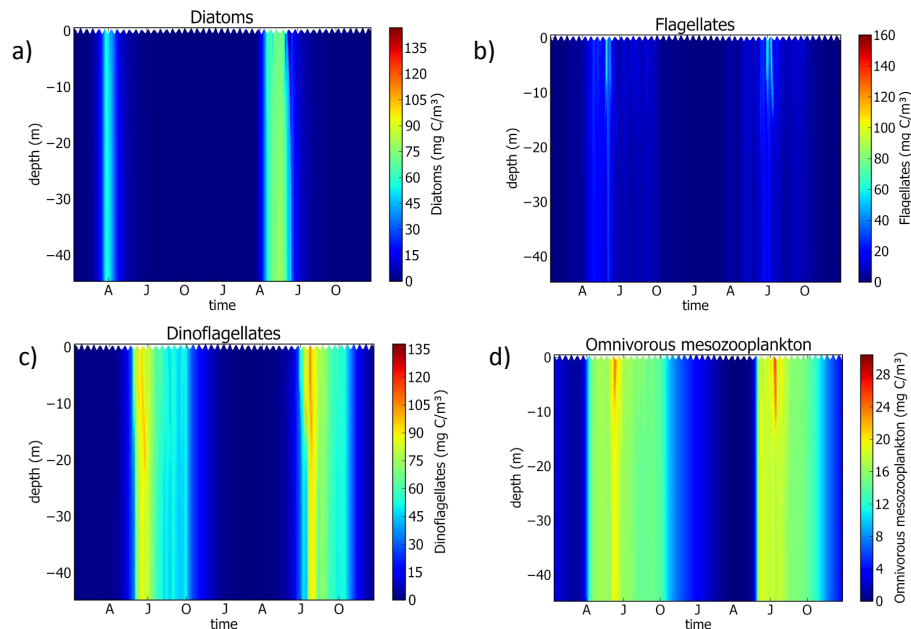 a)
Diatoms
0
−10
−20
−30
−40
depth (m)
A J O A J O
time
135
120
105
90
75
60
45
30
15
0
Diatoms (mg C/m³)
b)
Flagellates
0
−10
−20
−30
−40
depth (m)
A J O A J O
time
160
140
120
100
80
60
40
20
0
Flagellates (mg C/m³)
c)
Dinoflagellates
0
−10
−20
−30
−40
depth (m)
A J O A J O
time
135
120
105
90
75
60
45
30
15
0
Dinoflagellates (mg C/m³)
d)
Omnivorous mesozooplankton
0
−10
−20
−30
−40
depth (m)
A J O A J O
time
28
24
20
16
12
8
4
0
Omnivorous mesozooplankton (mg C/m³)